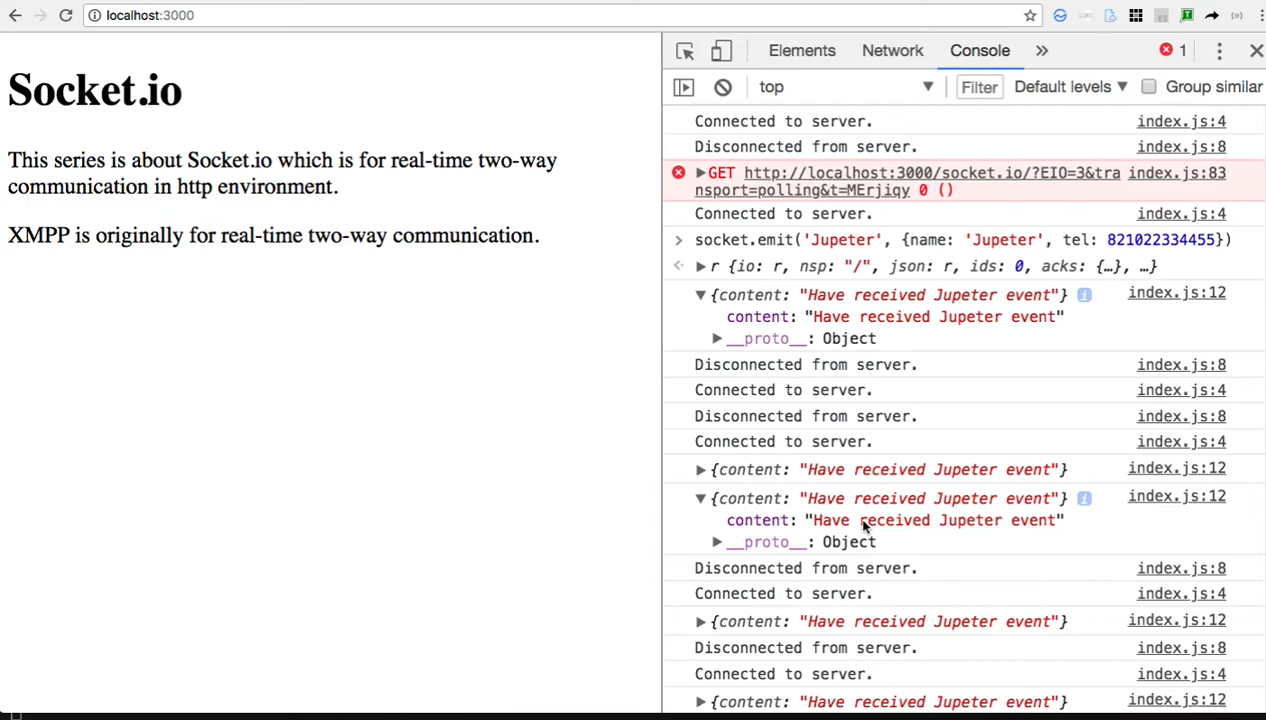 localhost:3000
Elements Network Console » 1
top Filter Default levels Group similar
Socket.io
This series is about Socket.io which is for real-time two-way
communication in http environment.
XMPP is originally for real-time two-way communication.
Connected to server. index.js:4
Disconnected from server. index.js:8
GET http://localhost:3000/socket.io/?EIO=3&tra index.js:83
nsport=polling&t=MErjiqy 0 ()
Connected to server. index.js:4
> socket.emit('Jupeter', {name: 'Jupeter', tel: 821022334455})
r {io: r, nsp: "/", json: r, ids: 0, acks: {…}, …}
{content: "Have received Jupeter event"} i index.js:12
content: "Have received Jupeter event"
__proto__: Object
Disconnected from server. index.js:8
Connected to server. index.js:4
Disconnected from server. index.js:8
Connected to server. index.js:4
{content: "Have received Jupeter event"} index.js:12
{content: "Have received Jupeter event"} i index.js:12
content: "Have received Jupeter event"
__proto__: Object
Disconnected from server. index.js:8
Connected to server. index.js:4
{content: "Have received Jupeter event"} index.js:12
Disconnected from server. index.js:8
Connected to server. index.js:4
{content: "Have received Jupeter event"} index.js:12